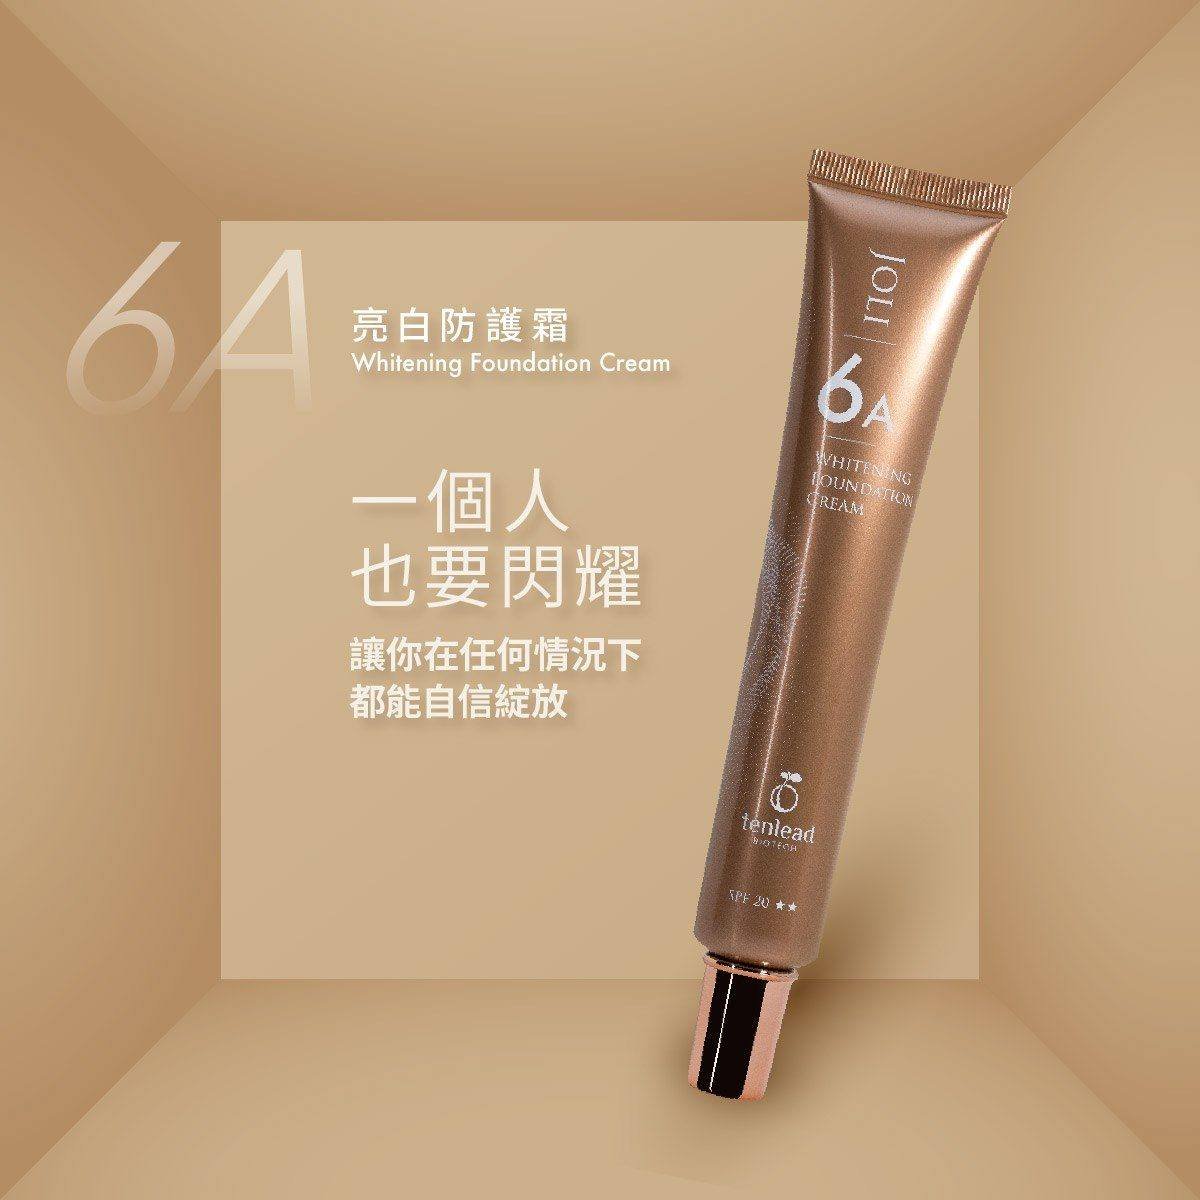 6A
亮白防護霜
Whitening Foundation Cream
一個人
也要閃耀
讓你在任何情況下
都能自信綻放
JOLI
6A
WHITENING
FOUNDATION
CREAM
tenlead
BIOTECH
SPF 20 ★★